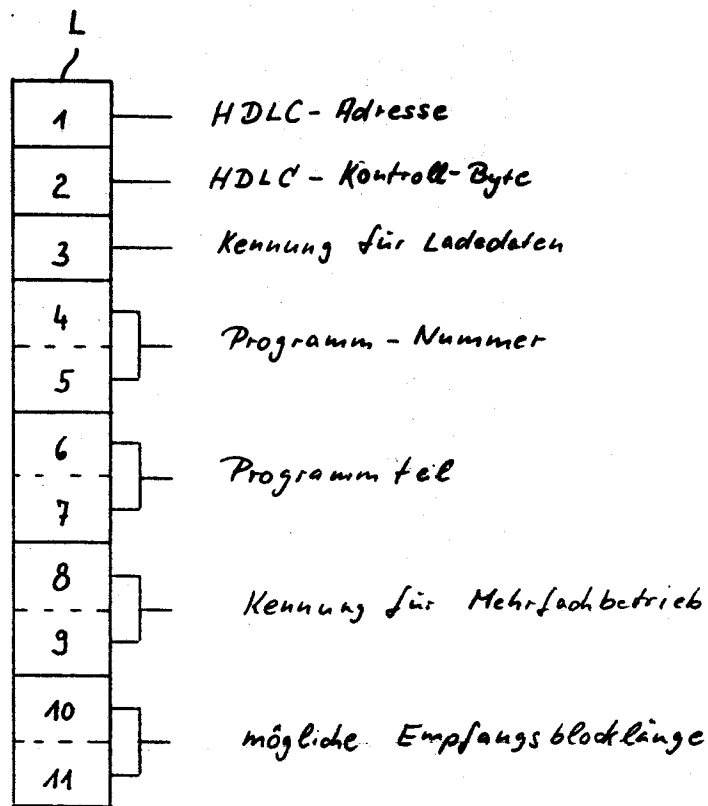 L
1 HDLC-Adresse
2 HDLC-Kontroll-Byte
3 Kennung für Ladedaten
4
Programm-Nummer
5
6
Programmteil
7
8
Kennung für Mehrfachbetrieb
9
10
mögliche Empfangsblocklänge
11